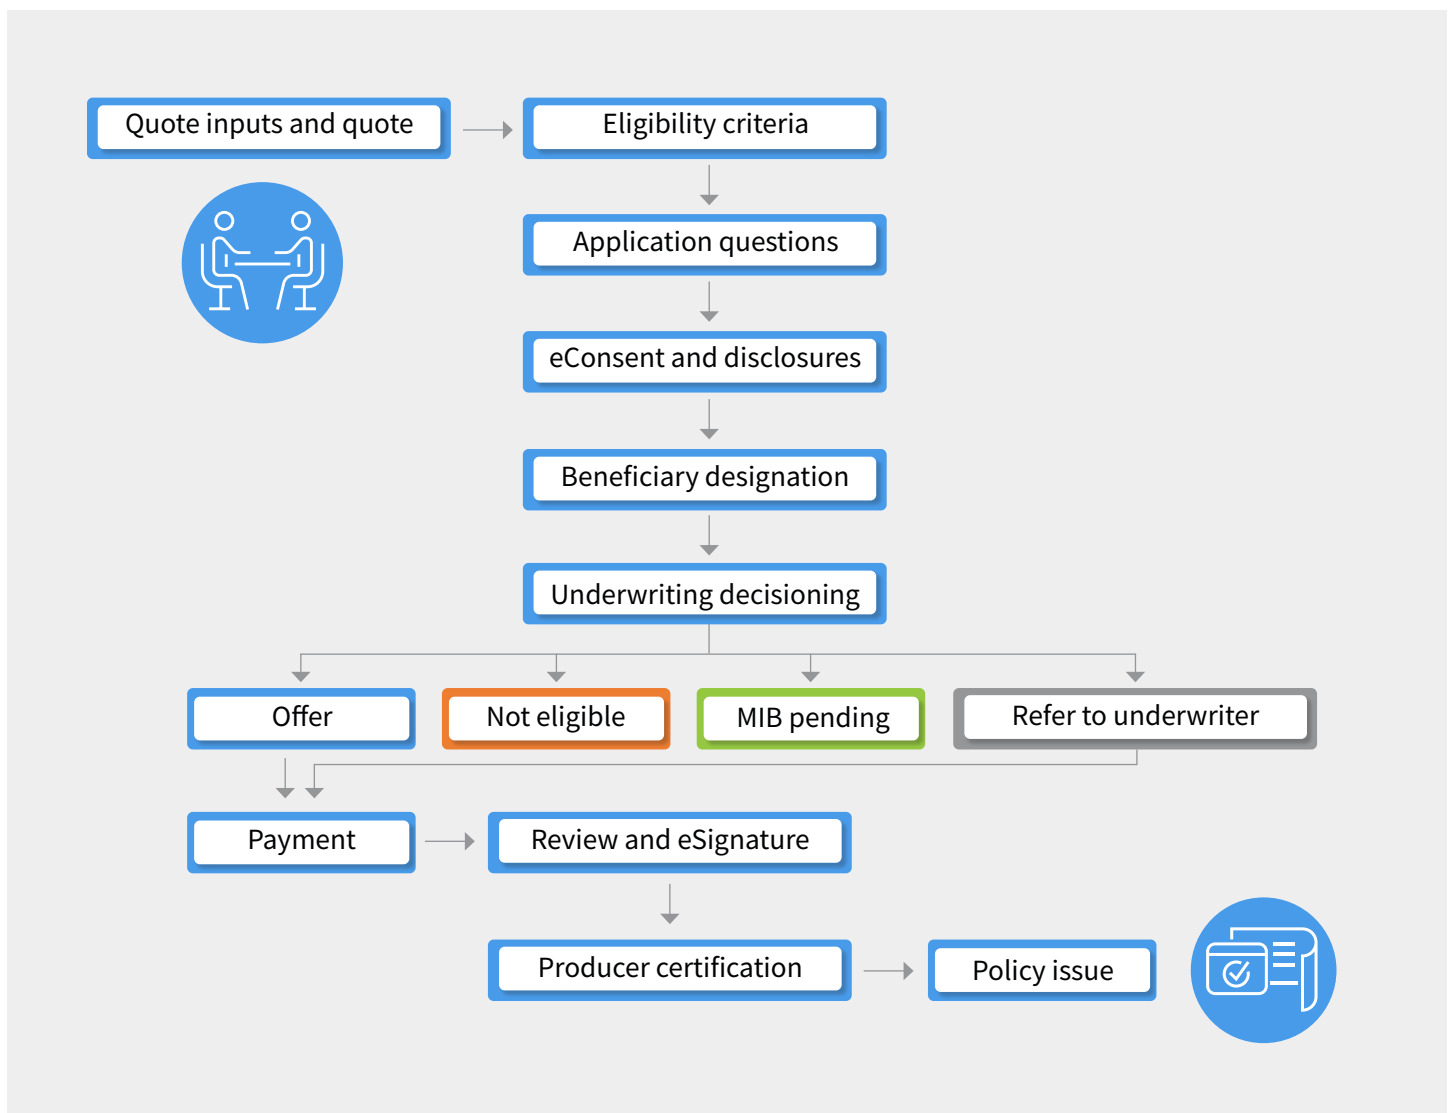 Quote inputs and quote
Eligibility criteria
Application questions
eConsent and disclosures
Beneficiary designation
Underwriting decisioning
Offer
Not eligible
MIB pending
Refer to underwriter
Payment
Review and eSignature
Producer certification
Policy issue